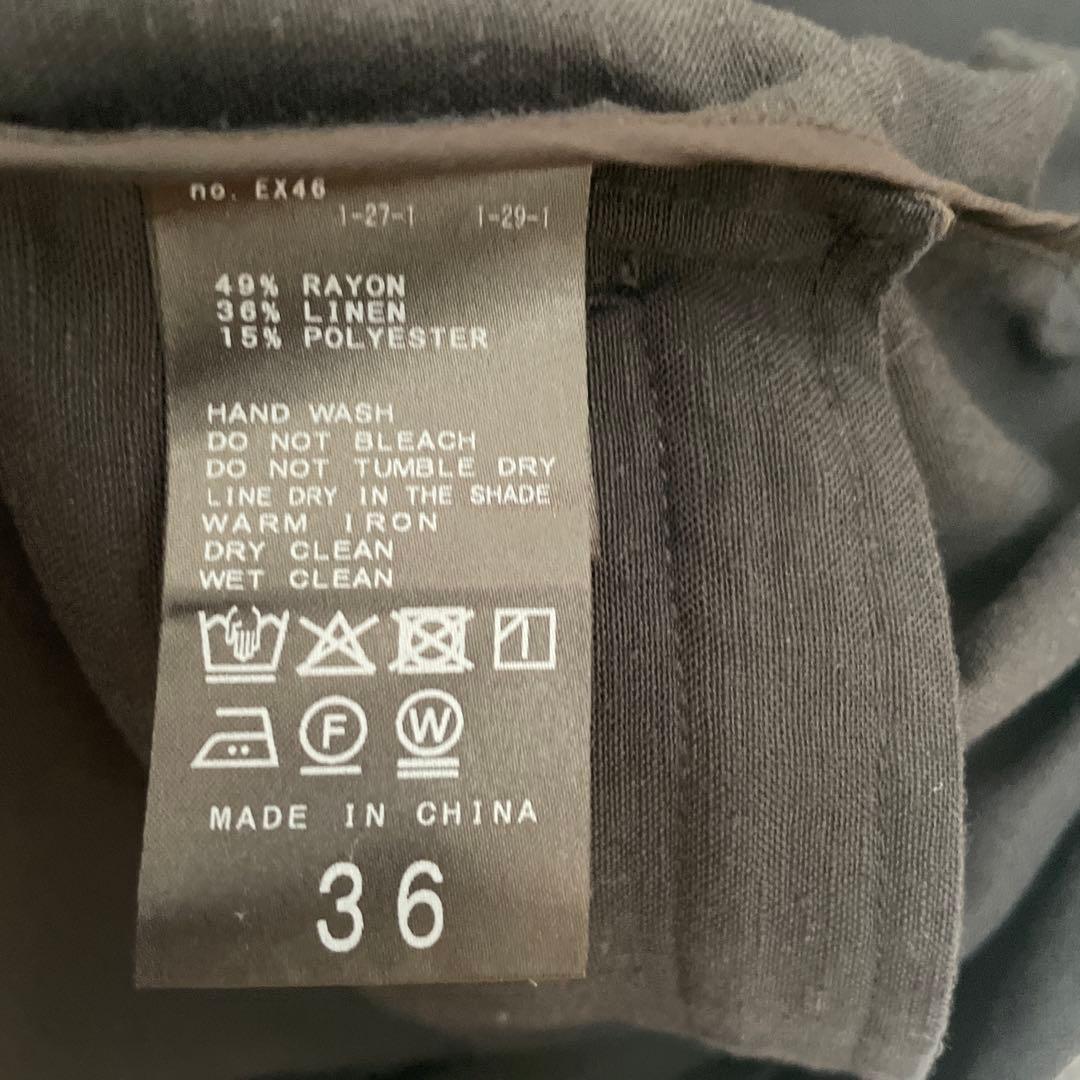 no. EX46
1-27-1 1-29-1
49% RAYON
36% LINEN
15% POLYESTER
HAND WASH
DO NOT BLEACH
DO NOT TUMBLE DRY
LINE DRY IN THE SHADE
WARM IRON
DRY CLEAN
WET CLEAN
F W
MADE IN CHINA
36